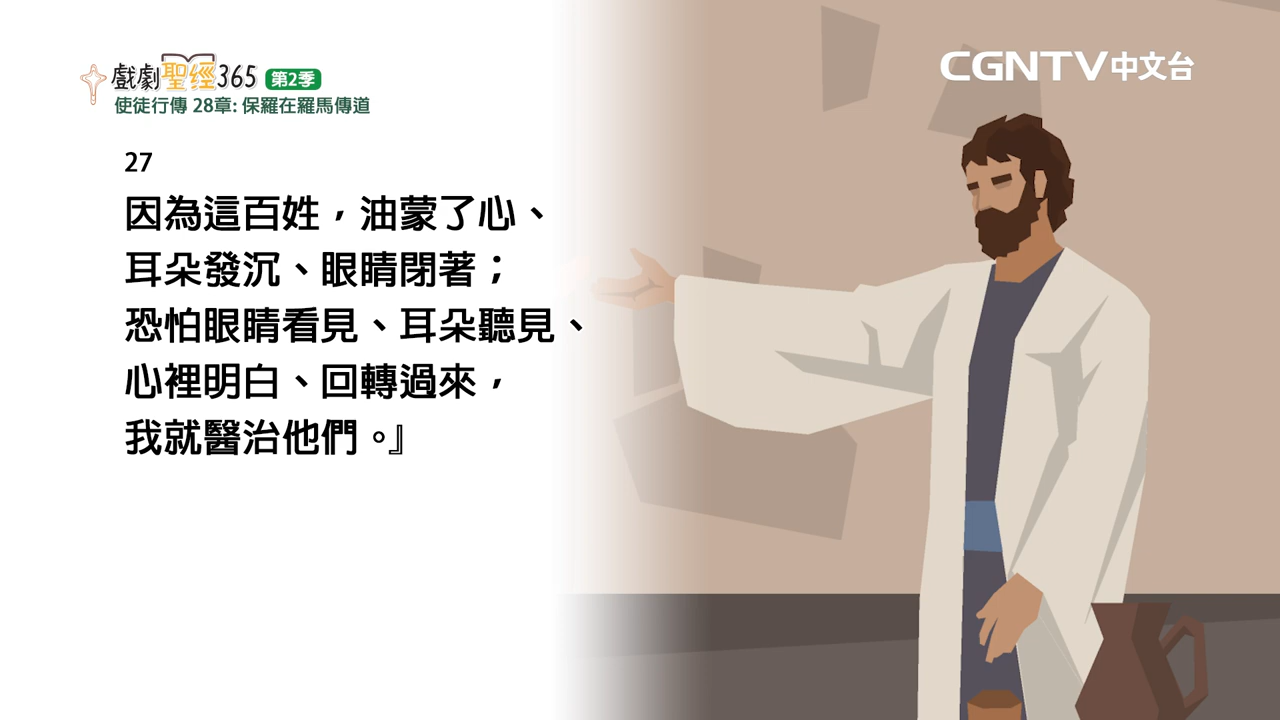 戲劇聖經365 第2季
CGNTV中文台
使徒行傳 28章: 保羅在羅馬傳道
27
因為這百姓，油蒙了心、
耳朵發沉、眼睛閉著；
恐怕眼睛看見、耳朵聽見、
心裡明白、回轉過來，
我就醫治他們。』